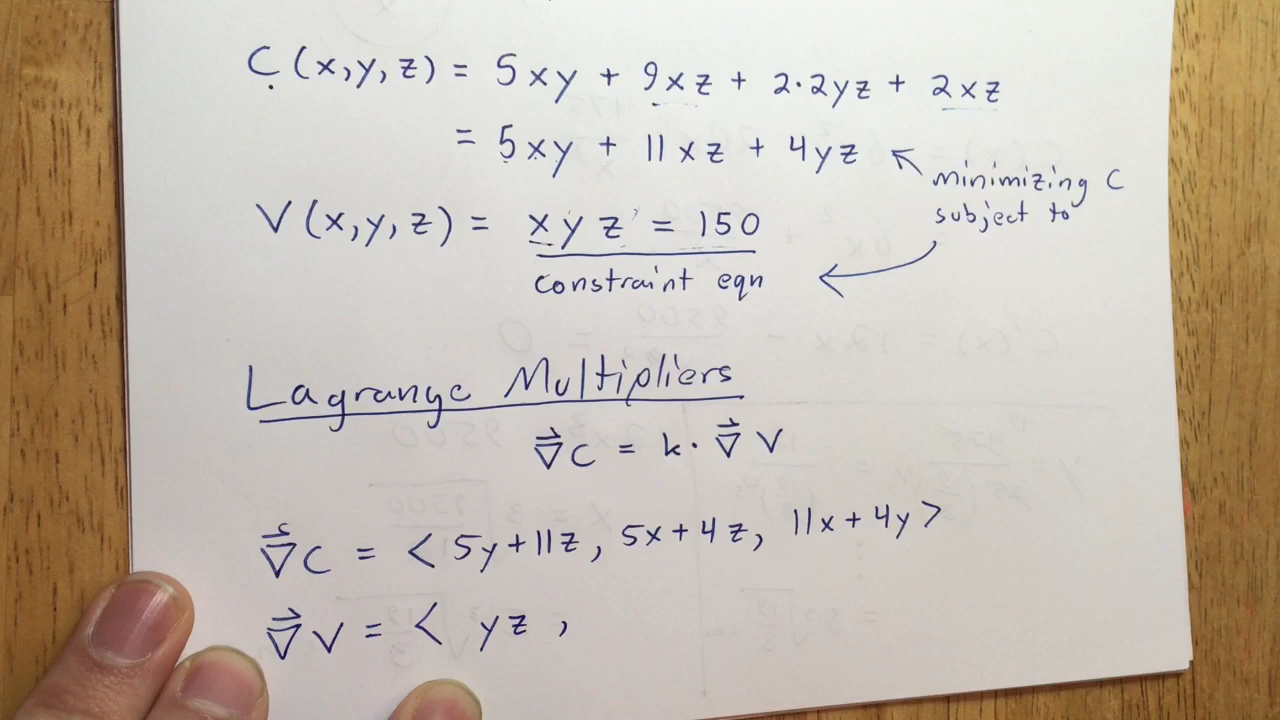 C(x,y,z) = 5xy + 9xz + 2·2yz + 2xz
= 5xy + 11xz + 4yz
minimizing C
subject to
V(x,y,z) = xyz = 150
constraint eqn
Lagrange Multipliers
∇⃗C = k·∇⃗V
∇⃗C = <5y+11z, 5x+4z, 11x+4y>
∇⃗V = < yz,